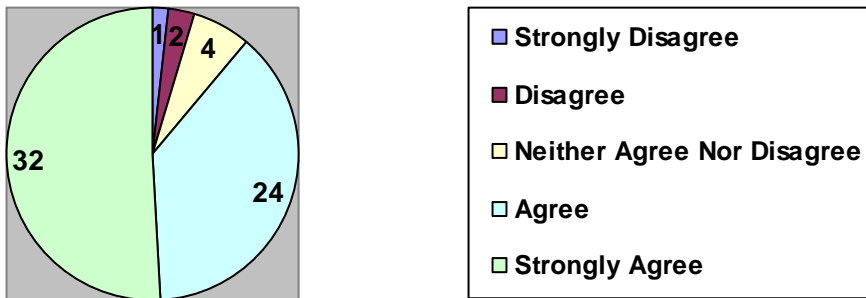 1 2 4
32
24
Strongly Disagree
Disagree
Neither Agree Nor Disagree
Agree
Strongly Agree